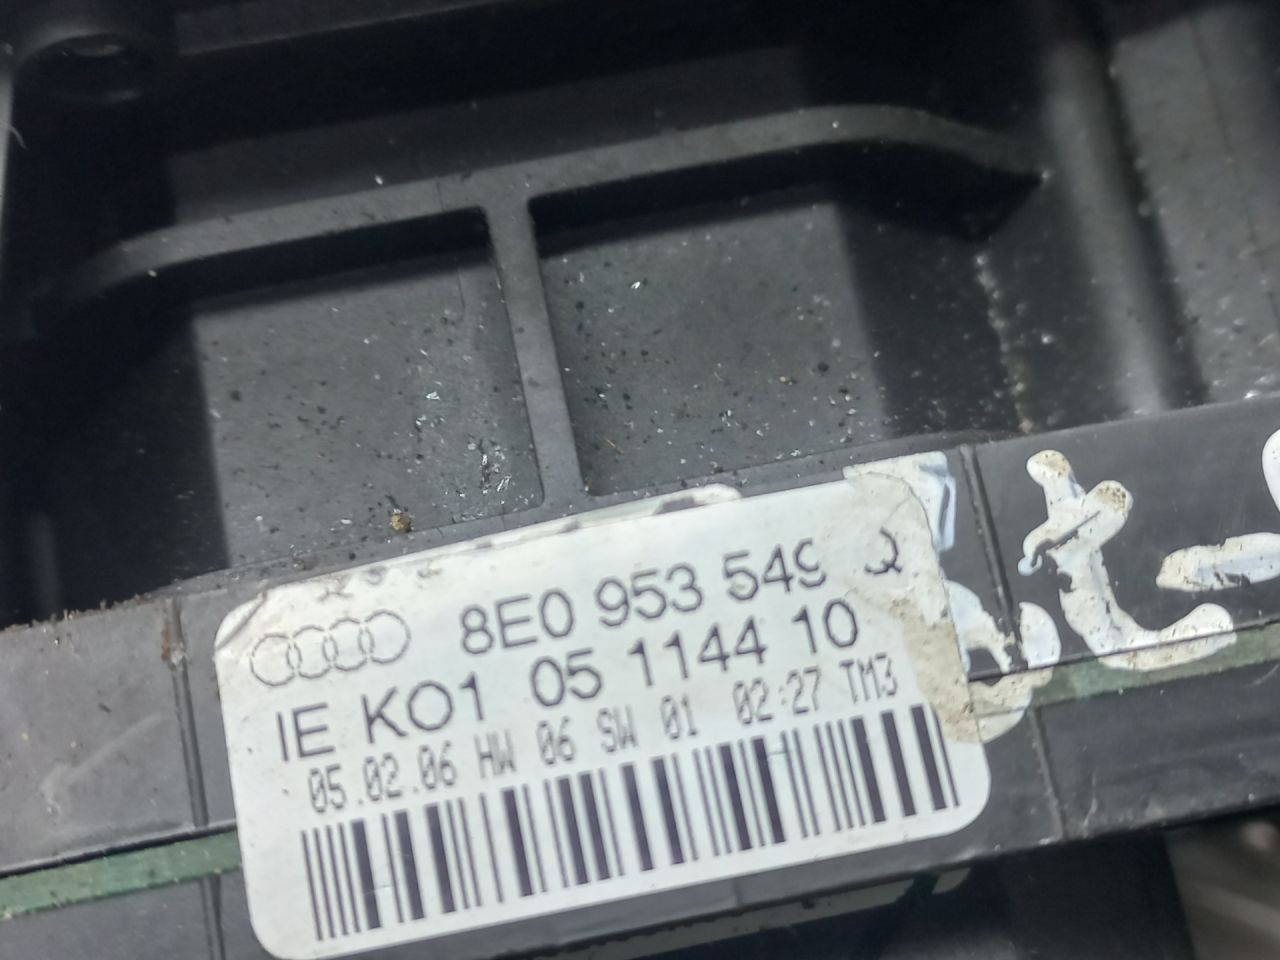 8E0 953 549 Q
IE KO1 05 1144 10
05.02.06 HW 06 SW 01 02:27 TM3